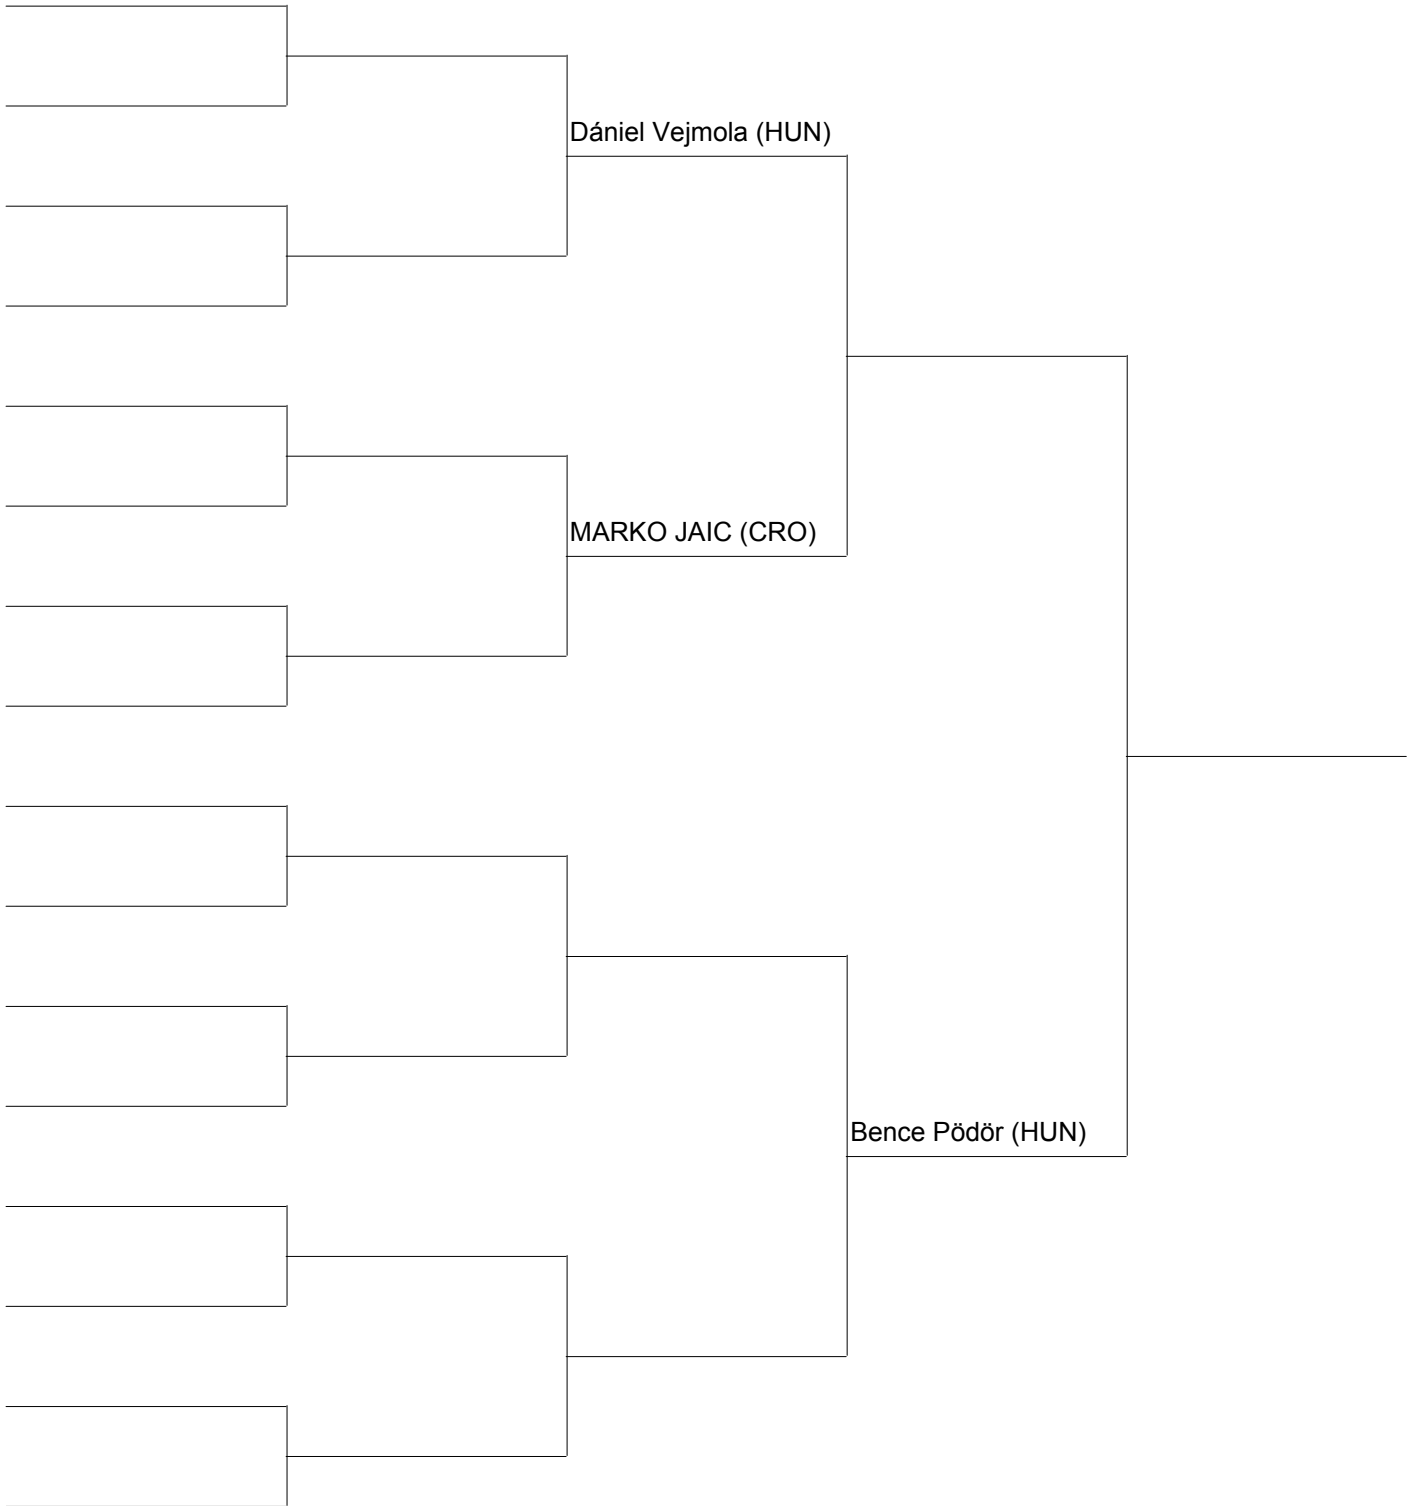 Dániel Vejmola (HUN)
MARKO JAIC (CRO)
Bence Pödör (HUN)